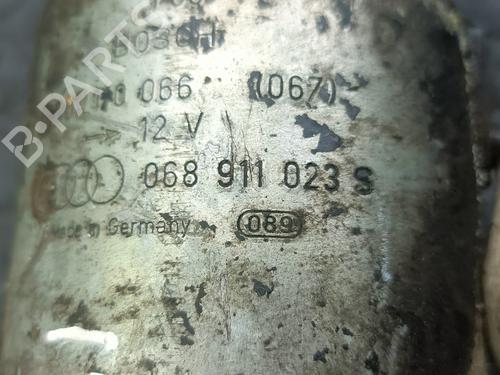 BOSCH
066 (067)
→ 12 V
068 911 023 S
Made in Germany 089
B-PARTS